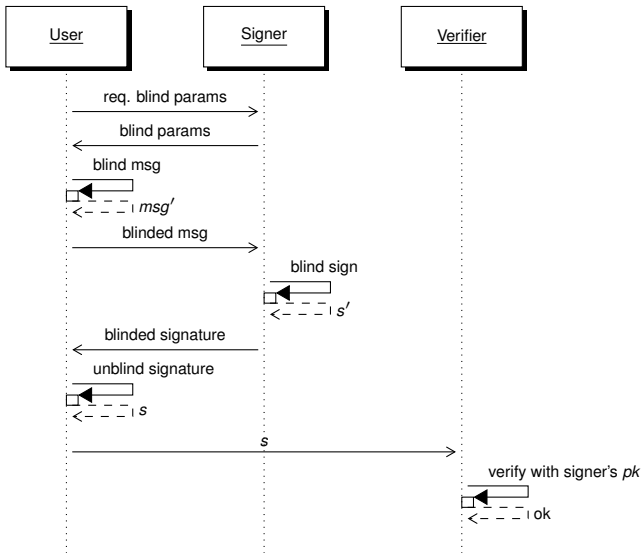 User Signer Verifier
req. blind params
blind params
blind msg
msg′
blinded msg
blind sign
s′
blinded signature
unblind signature
s
s
verify with signer's pk
ok